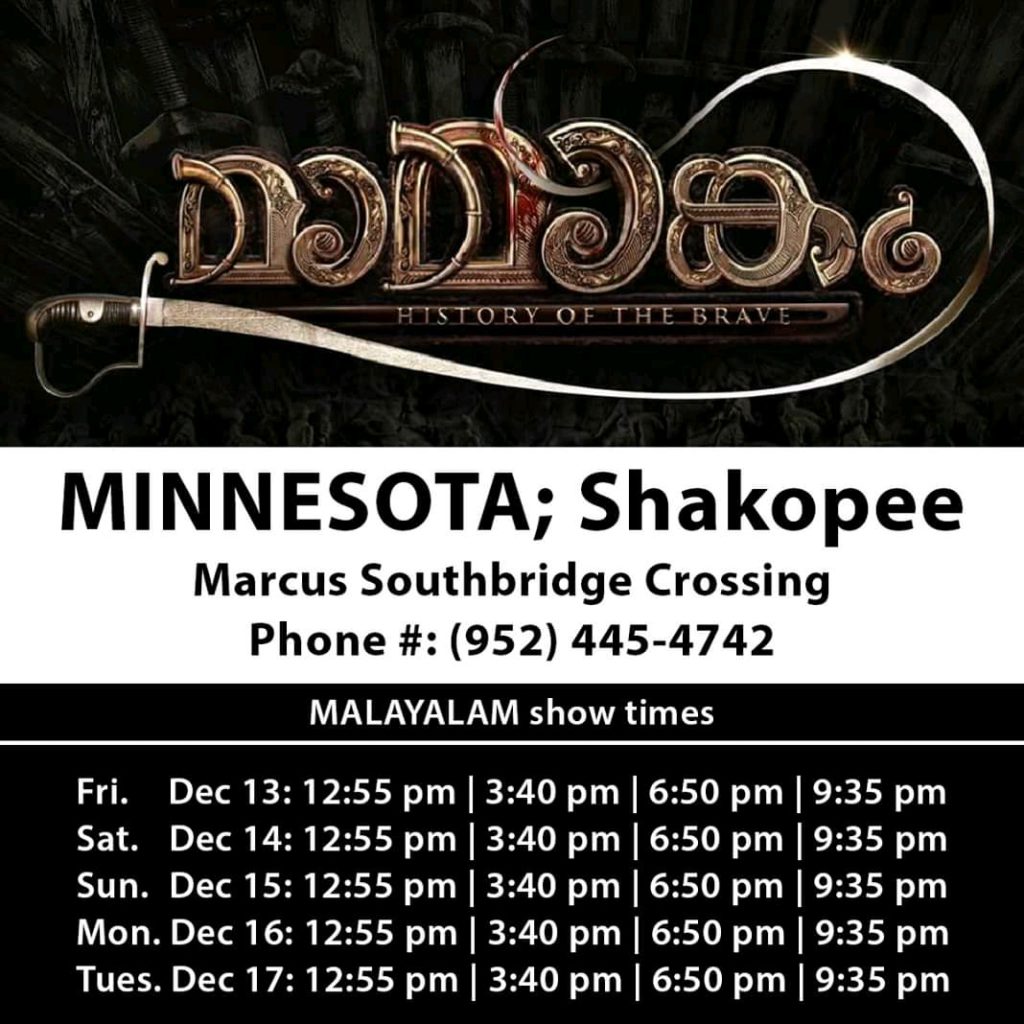 മാമാങ്കം
HISTORY OF THE BRAVE
MINNESOTA; Shakopee
Marcus Southbridge Crossing
Phone #: (952) 445-4742
MALAYALAM show times
Fri. Dec 13: 12:55 pm | 3:40 pm | 6:50 pm | 9:35 pm
Sat. Dec 14: 12:55 pm | 3:40 pm | 6:50 pm | 9:35 pm
Sun. Dec 15: 12:55 pm | 3:40 pm | 6:50 pm | 9:35 pm
Mon. Dec 16: 12:55 pm | 3:40 pm | 6:50 pm | 9:35 pm
Tues. Dec 17: 12:55 pm | 3:40 pm | 6:50 pm | 9:35 pm